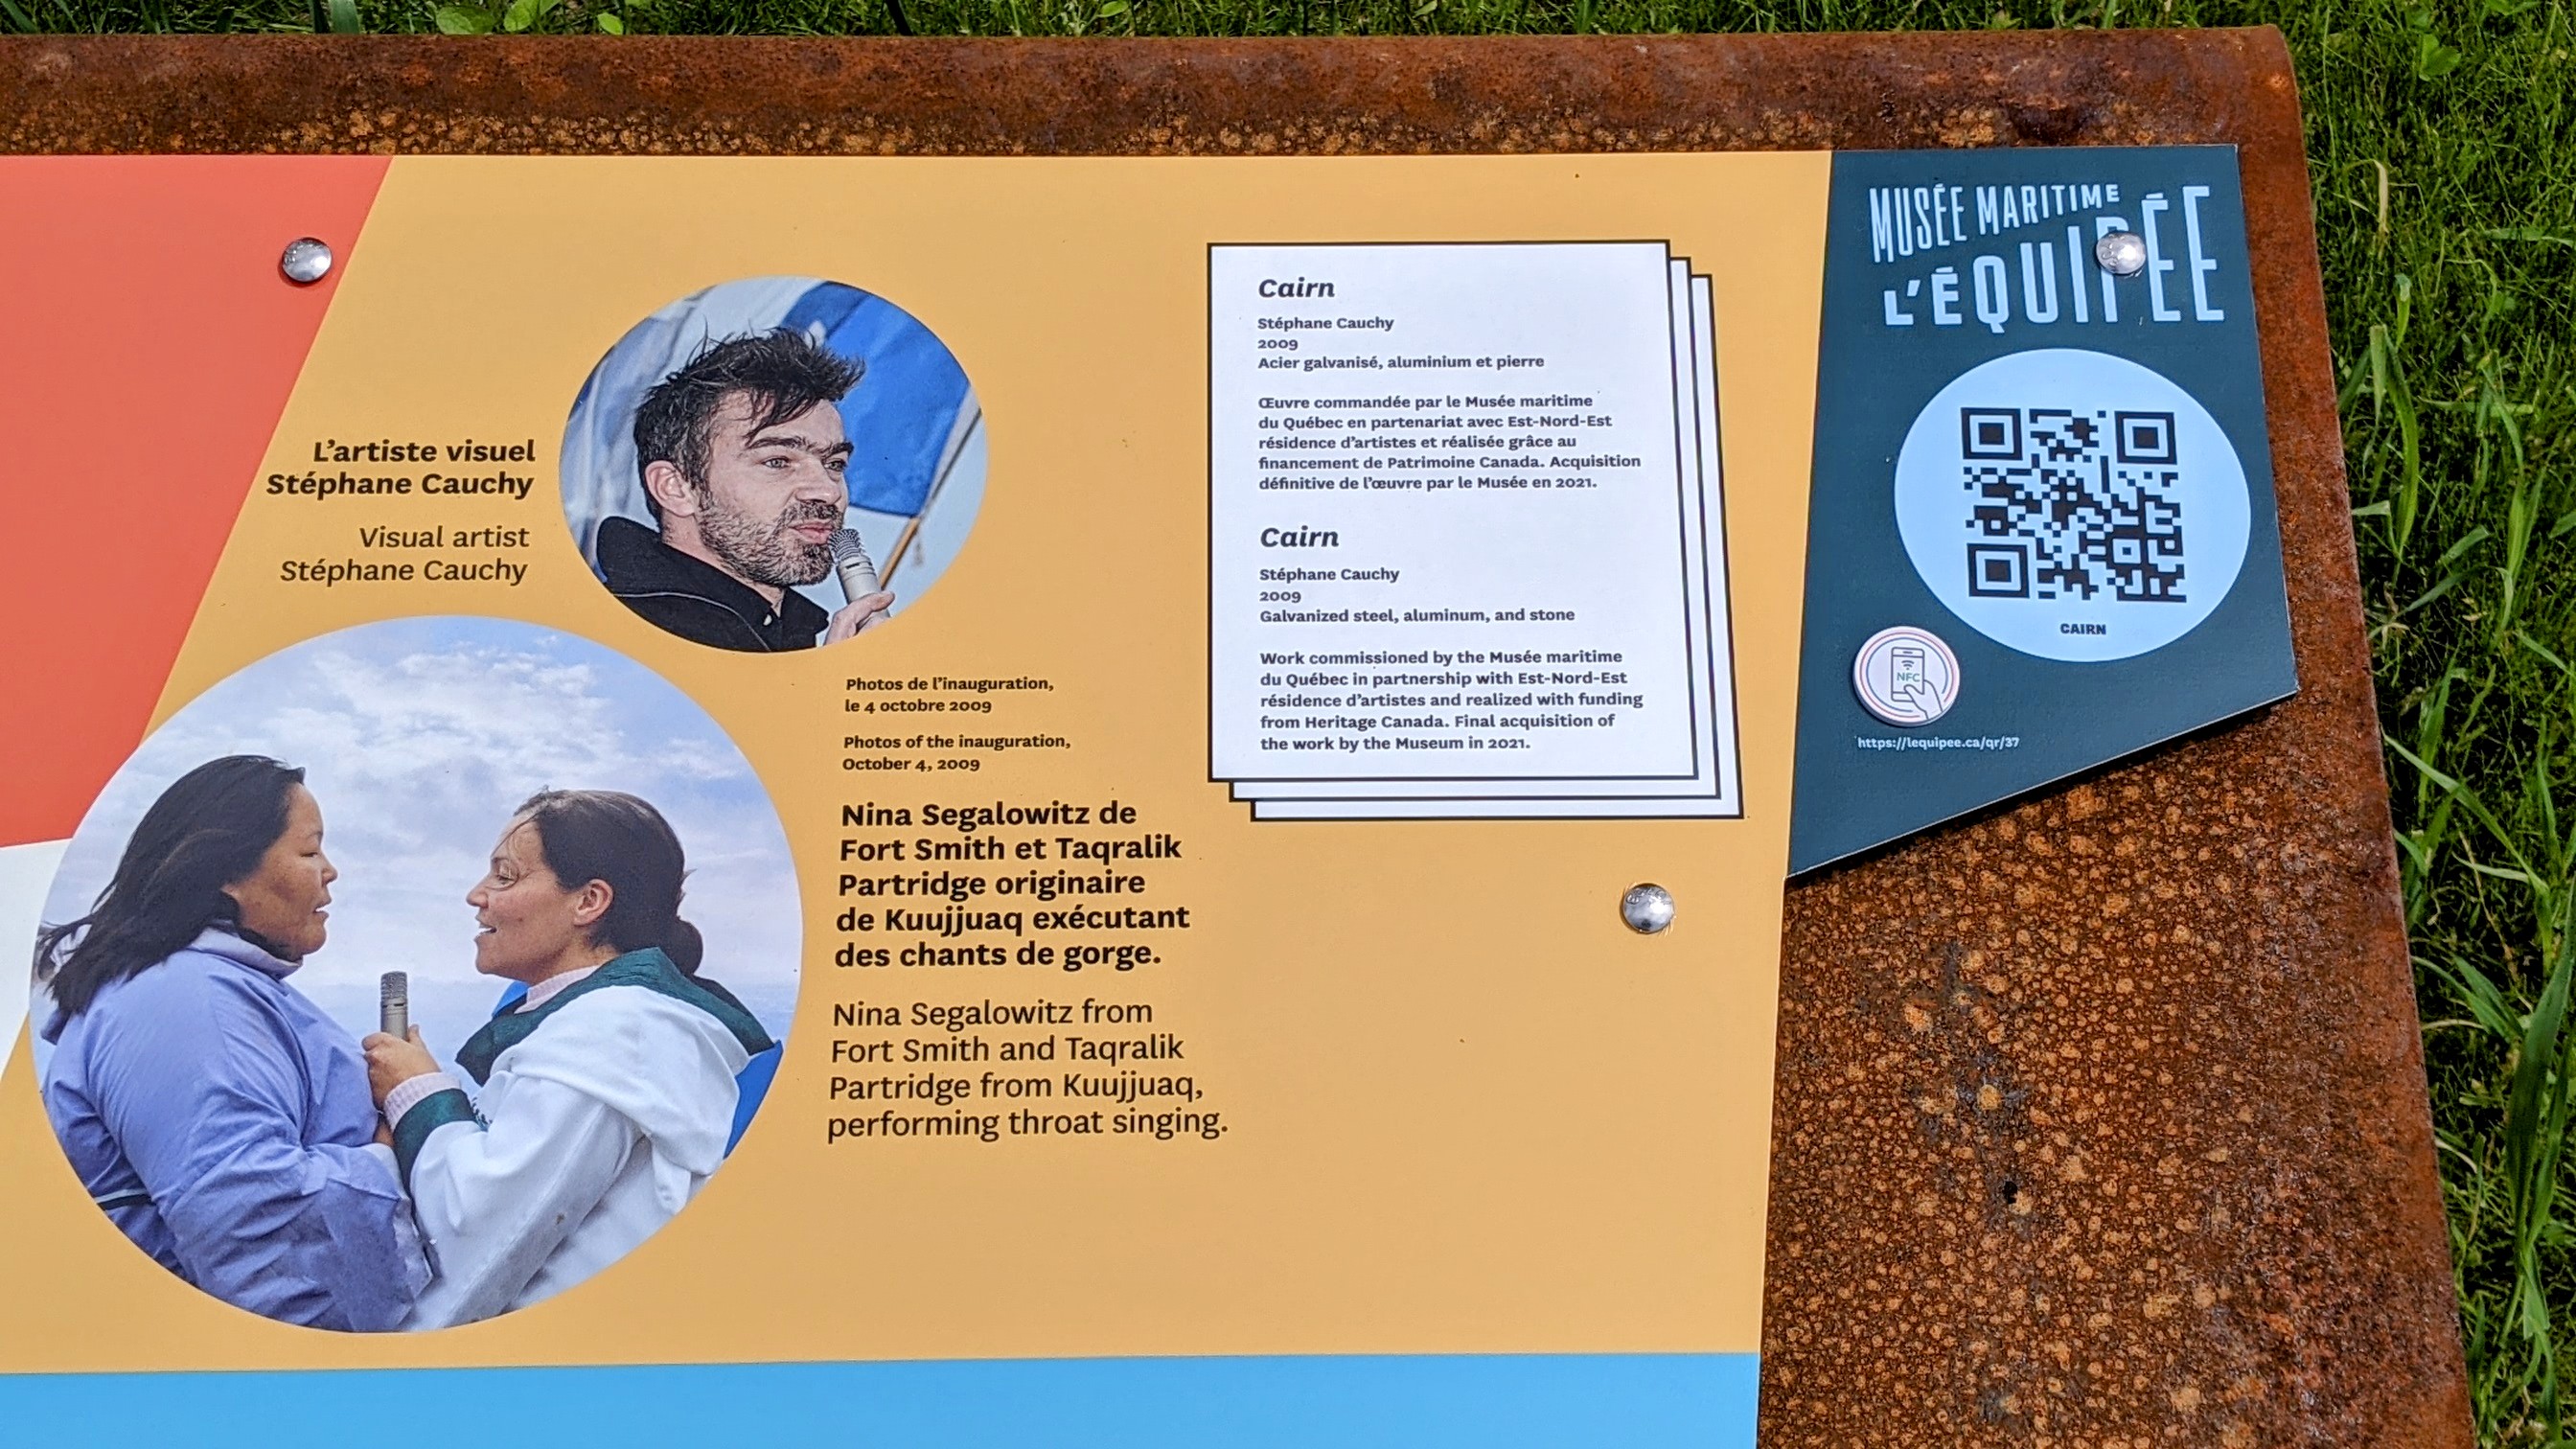 L'artiste visuel
Stéphane Cauchy
Visual artist
Stéphane Cauchy
Photos de l'inauguration,
le 4 octobre 2009
Photos of the inauguration,
October 4, 2009
Nina Segalowitz de
Fort Smith et Taqralik
Partridge originaire
de Kuujjuaq exécutant
des chants de gorge.
Nina Segalowitz from
Fort Smith and Taqralik
Partridge from Kuujjuaq,
performing throat singing.
Cairn
Stéphane Cauchy
2009
Acier galvanisé, aluminium et pierre
Œuvre commandée par le Musée maritime
du Québec en partenariat avec Est-Nord-Est
résidence d'artistes et réalisée grâce au
financement de Patrimoine Canada. Acquisition
définitive de l'œuvre par le Musée en 2021.
Cairn
Stéphane Cauchy
2009
Galvanized steel, aluminum, and stone
Work commissioned by the Musée maritime
du Québec in partnership with Est-Nord-Est
résidence d'artistes and realized with funding
from Heritage Canada. Final acquisition of
the work by the Museum in 2021.
MUSÉE MARITIME
L'ÉQUIPÉE
CAIRN
NFC
https://lequipee.ca/qr/37